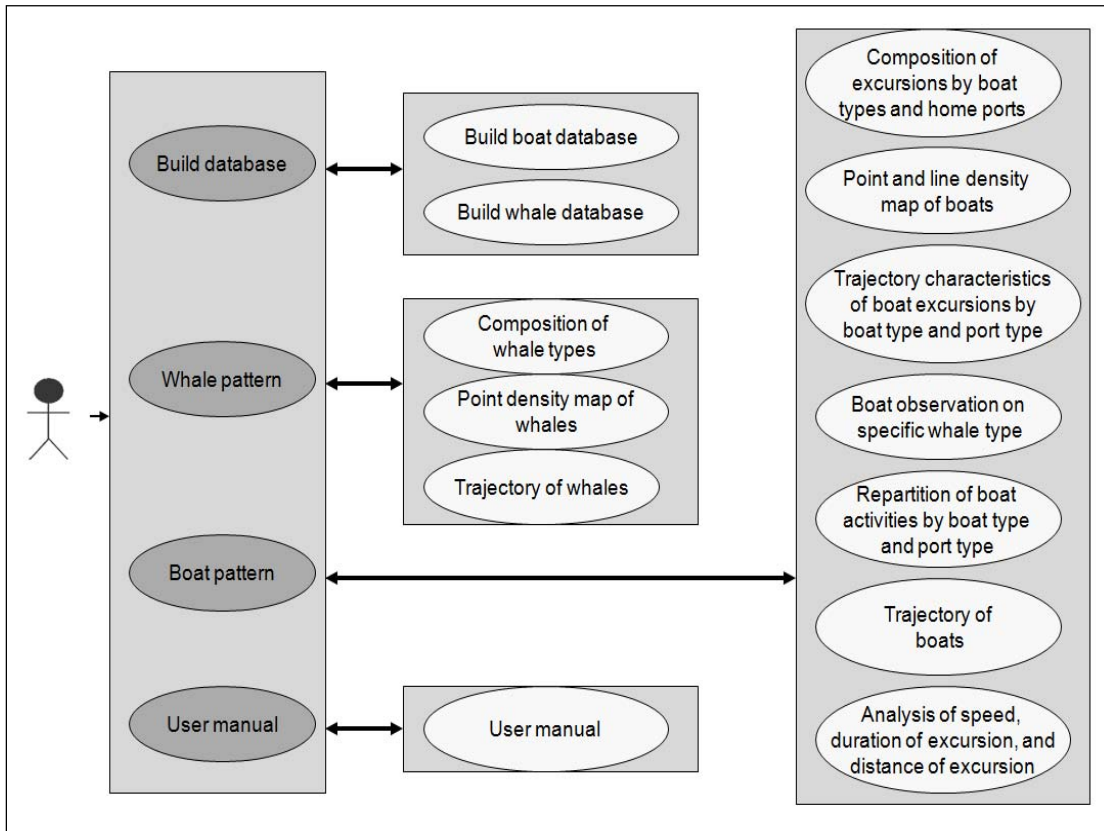 Build database
Whale pattern
Boat pattern
User manual
Build boat database
Build whale database
Composition of
whale types
Point density map of
whales
Trajectory of whales
User manual
Composition of
excursions by boat
types and home ports
Point and line density
map of boats
Trajectory characteristics
of boat excursions by
boat type and port type
Boat observation on
specific whale type
Repartition of boat
activities by boat type
and port type
Trajectory of
boats
Analysis of speed,
duration of excursion, and
distance of excursion